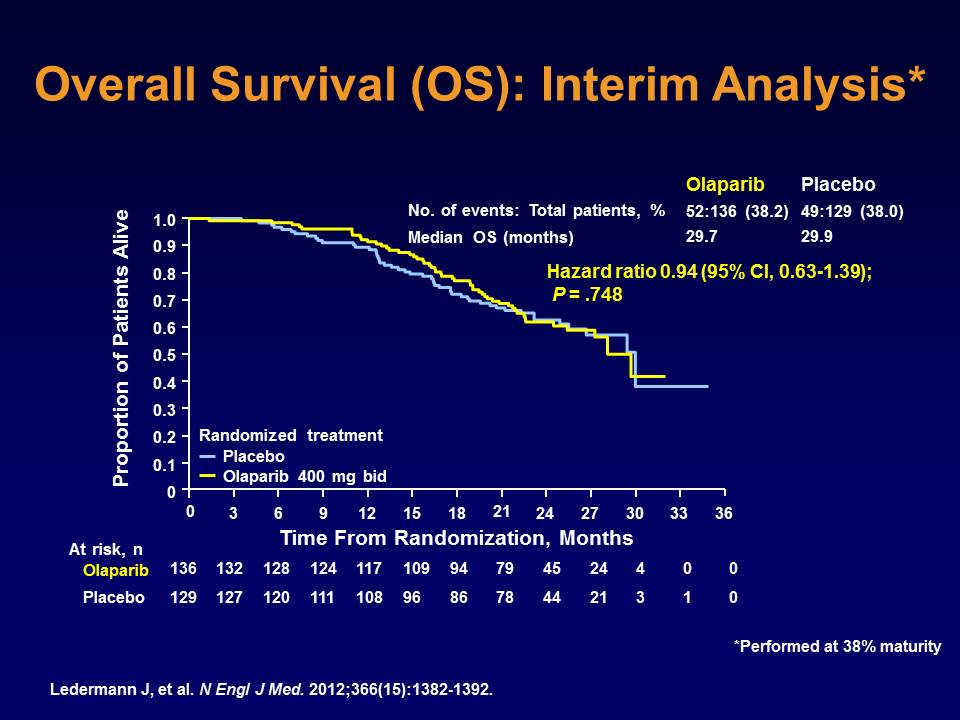 Overall Survival (OS): Interim Analysis*
Olaparib Placebo
No. of events: Total patients, % 52:136 (38.2) 49:129 (38.0)
Median OS (months) 29.7 29.9
Hazard ratio 0.94 (95% CI, 0.63-1.39);
P = .748
Proportion of Patients Alive
1.0
0.9
0.8
0.7
0.6
0.5
0.4
0.3
0.2
0.1
0
Randomized treatment
Placebo
Olaparib 400 mg bid
0 3 6 9 12 15 18 21 24 27 30 33 36
Time From Randomization, Months
At risk, n
Olaparib 136 132 128 124 117 109 94 79 45 24 4 0 0
Placebo 129 127 120 111 108 96 86 78 44 21 3 1 0
*Performed at 38% maturity
Ledermann J, et al. N Engl J Med. 2012;366(15):1382-1392.